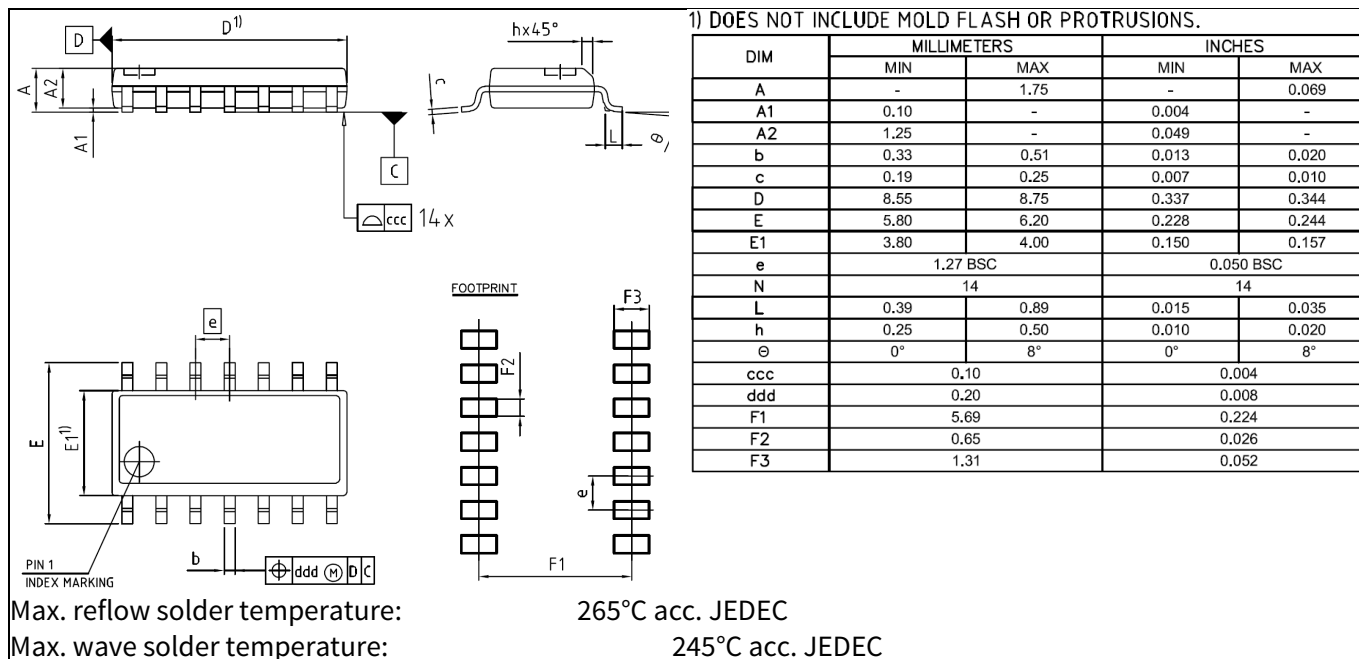 1) DOES NOT INCLUDE MOLD FLASH OR PROTRUSIONS.
D
D1)
A
A2
A1
C
ccc 14x
hx45°
L
Θ
DIM MILLIMETERS INCHES
MIN MAX MIN MAX
A - 1.75 - 0.069
A1 0.10 - 0.004 -
A2 1.25 - 0.049 -
b 0.33 0.51 0.013 0.020
c 0.19 0.25 0.007 0.010
D 8.55 8.75 0.337 0.344
E 5.80 6.20 0.228 0.244
E1 3.80 4.00 0.150 0.157
e 1.27 BSC 0.050 BSC
N 14 14
L 0.39 0.89 0.015 0.035
h 0.25 0.50 0.010 0.020
Θ 0° 8° 0° 8°
ccc 0.10 0.004
ddd 0.20 0.008
F1 5.69 0.224
F2 0.65 0.026
F3 1.31 0.052
e
E
E1 1)
b
ddd M D C
PIN 1
INDEX MARKING
FOOTPRINT
F3
F2
e
F1
Max. reflow solder temperature: 265°C acc. JEDEC
Max. wave solder temperature: 245°C acc. JEDEC